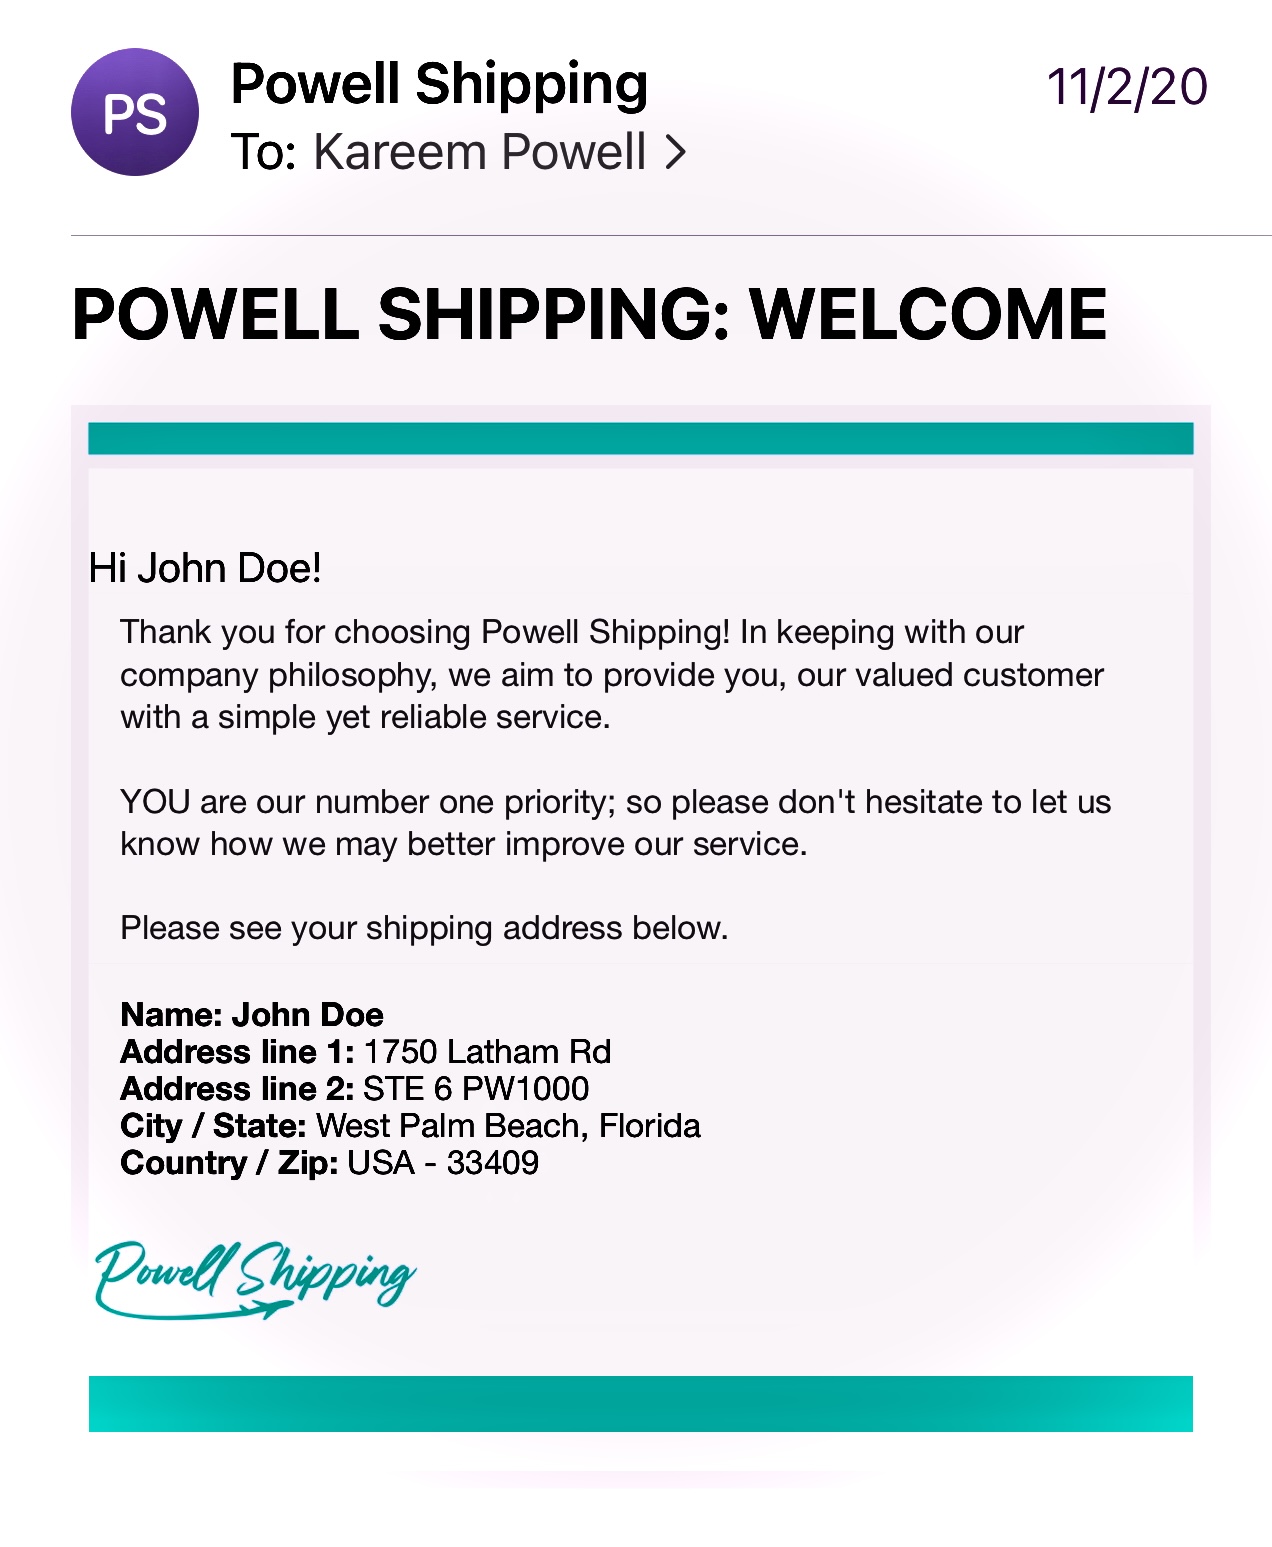 PS
Powell Shipping
11/2/20
To: Kareem Powell >
POWELL SHIPPING: WELCOME
Hi John Doe!
Thank you for choosing Powell Shipping! In keeping with our
company philosophy, we aim to provide you, our valued customer
with a simple yet reliable service.
YOU are our number one priority; so please don't hesitate to let us
know how we may better improve our service.
Please see your shipping address below.
Name: John Doe
Address line 1: 1750 Latham Rd
Address line 2: STE 6 PW1000
City / State: West Palm Beach, Florida
Country / Zip: USA - 33409
Powell Shipping